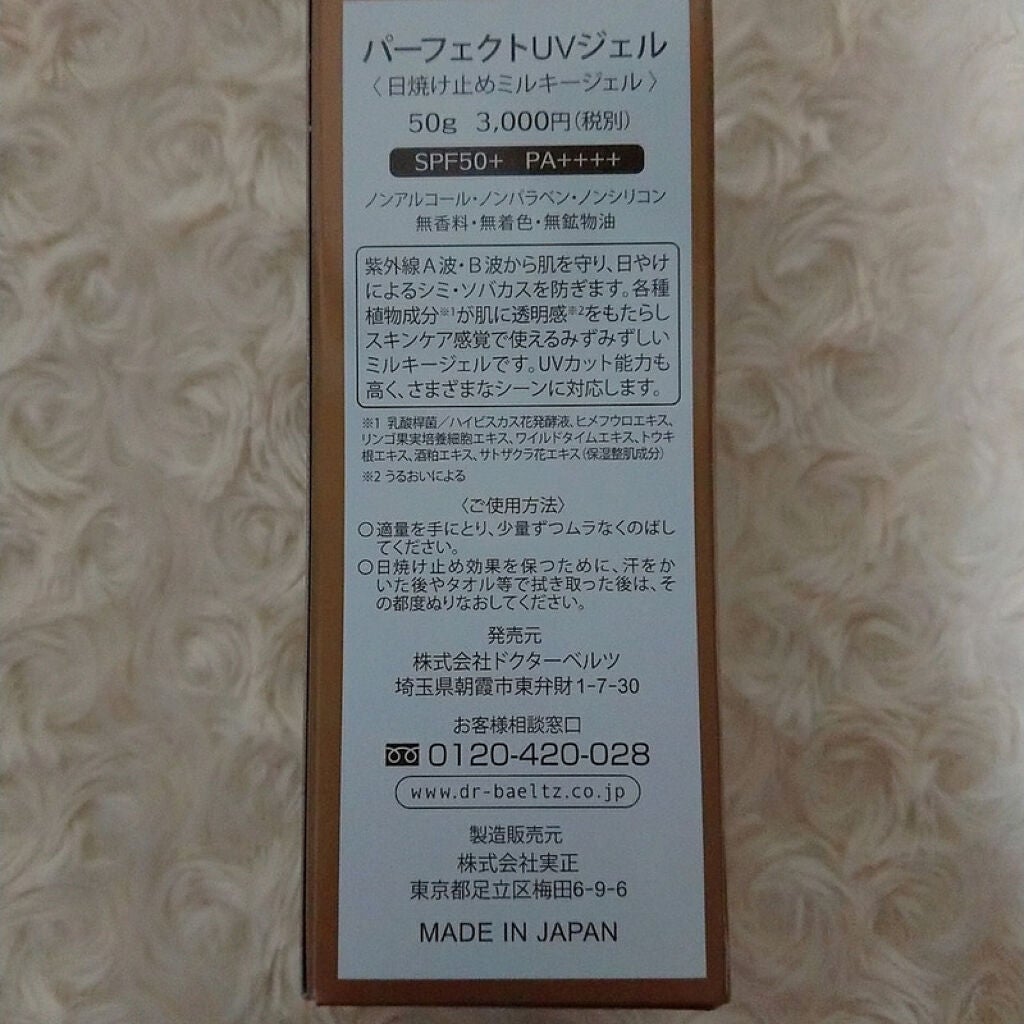 パーフェクトUVジェル
〈日焼け止めミルキージェル〉
50g 3,000円(税別)
SPF50+ PA++++
ノンアルコール・ノンパラベン・ノンシリコン
無香料・無着色・無鉱物油
紫外線A波・B波から肌を守り、日やけ
によるシミ・ソバカスを防ぎます。各種
植物成分※1が肌に透明感※2をもたらし
スキンケア感覚で使えるみずみずしい
ミルキージェルです。UVカット能力も
高く、さまざまなシーンに対応します。
※1 乳酸桿菌/ハイビスカス花発酵液、ヒメフウロエキス、
リンゴ果実培養細胞エキス、ワイルドタイムエキス、トウキ
根エキス、酒粕エキス、サトザクラ花エキス(保湿整肌成分)
※2 うるおいによる
〈ご使用方法〉
○適量を手にとり、少量ずつムラなくのばし
てください。
○日焼け止め効果を保つために、汗をか
いた後やタオル等で拭き取った後は、そ
の都度ぬりなおしてください。
発売元
株式会社ドクターベルツ
埼玉県朝霞市東弁財1-7-30
お客様相談窓口
0120-420-028
www.dr-baeltz.co.jp
製造販売元
株式会社実正
東京都足立区梅田6-9-6
MADE IN JAPAN